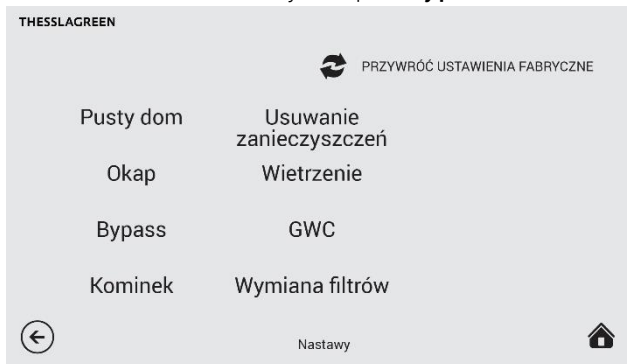 THESSLAGREEN
PRZYWRÓĆ USTAWIENIA FABRYCZNE
Pusty dom
Usuwanie
zanieczyszczeń
Okap
Wietrzenie
Bypass
GWC
Kominek
Wymiana filtrów
Nastawy